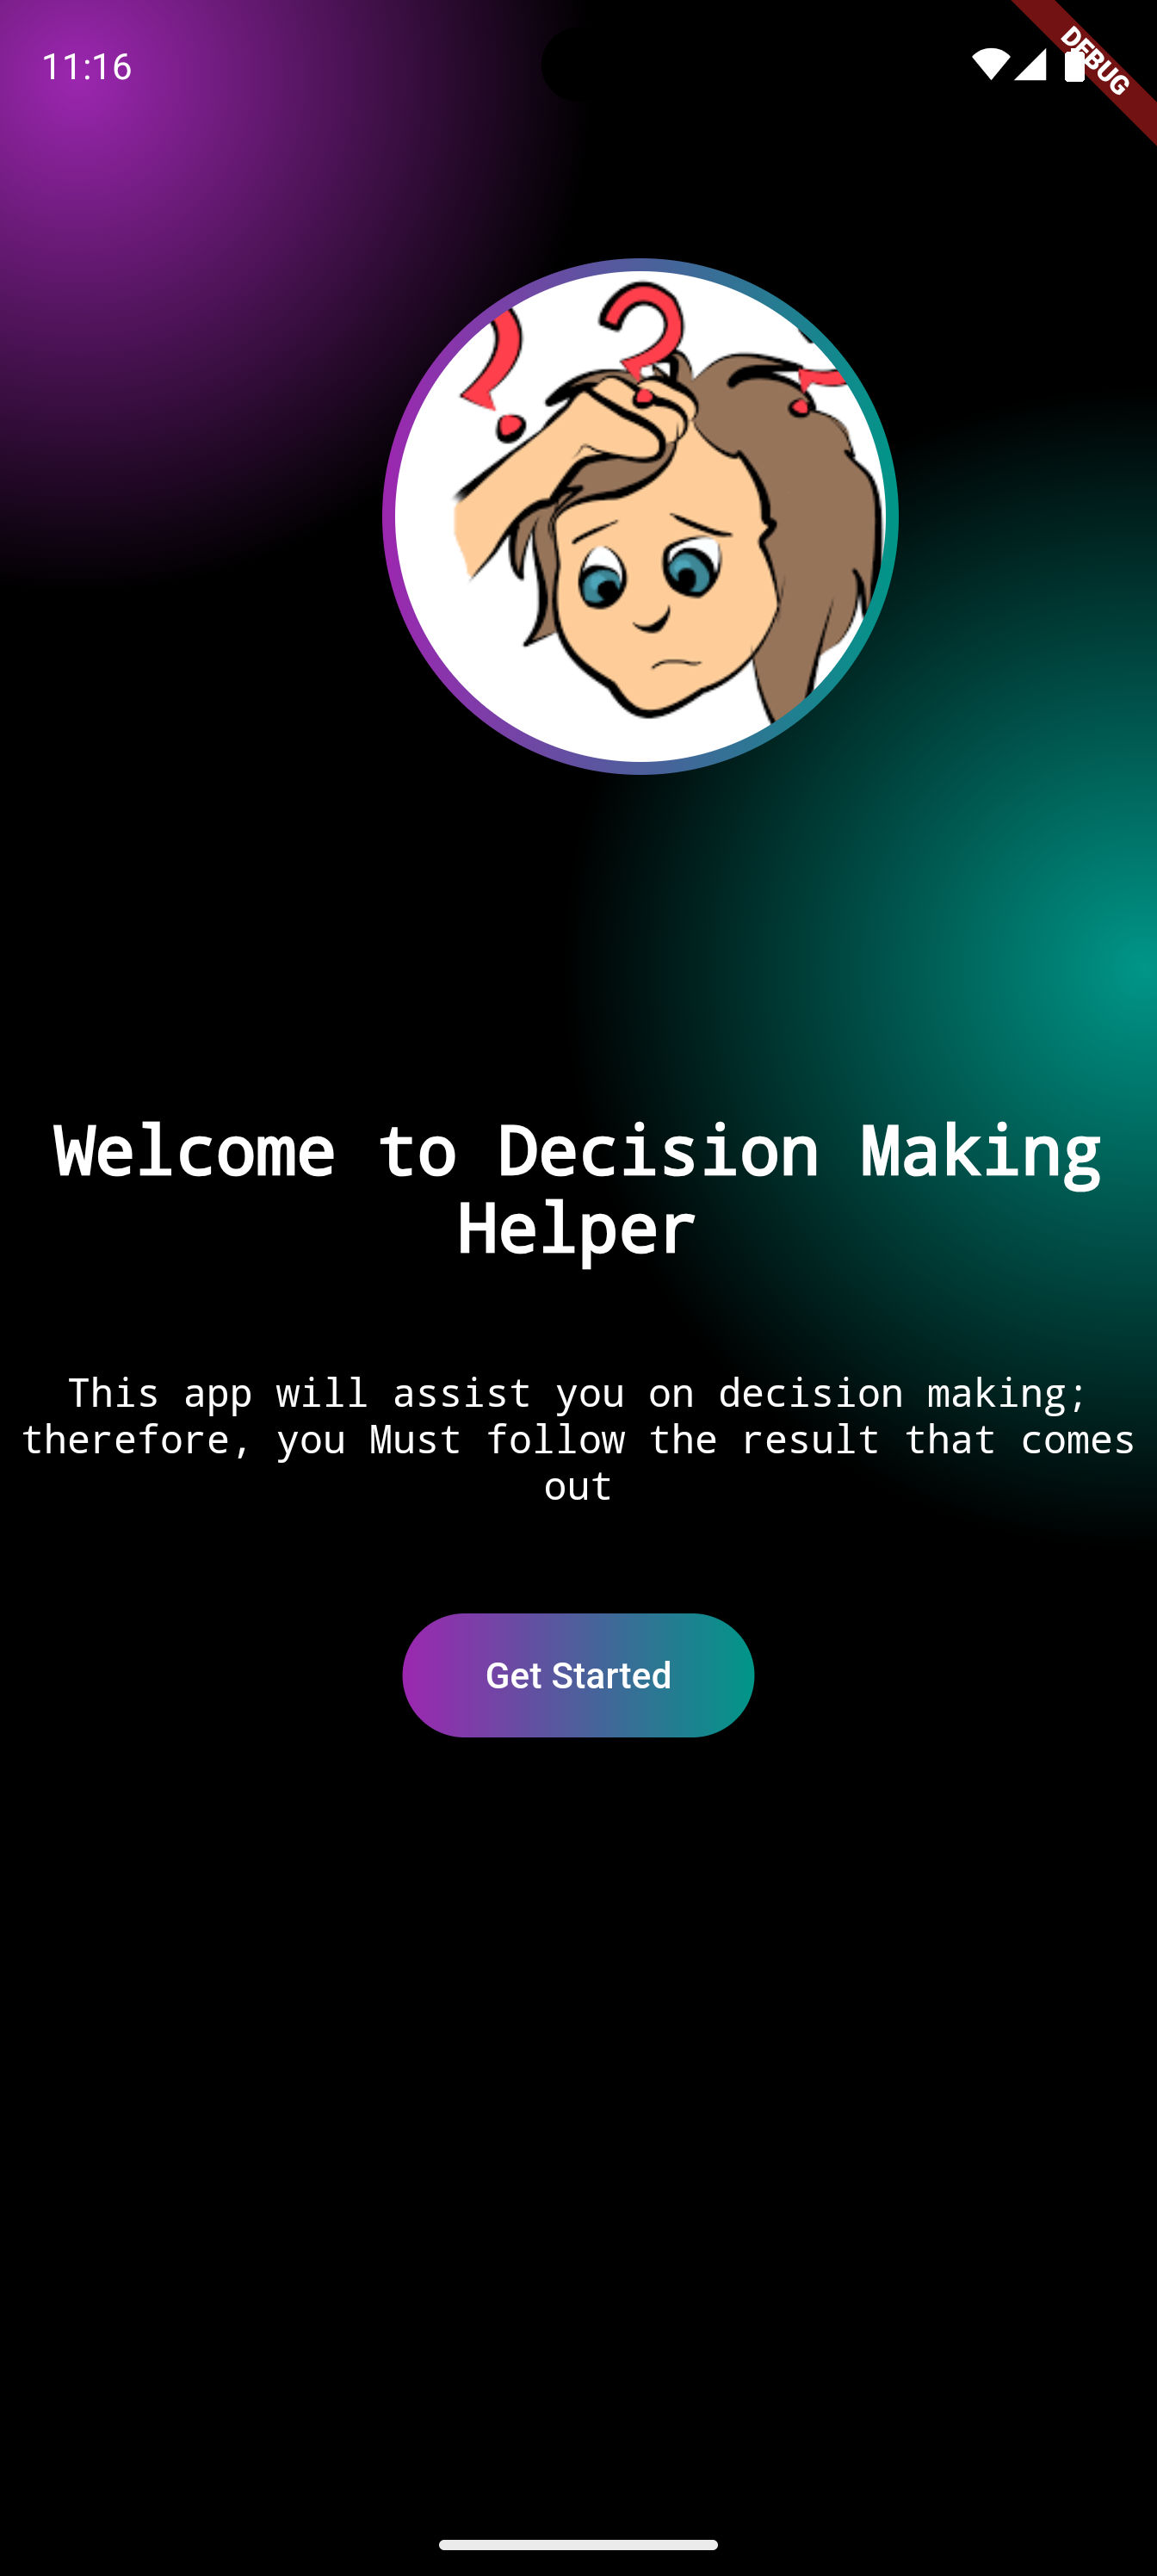 11:16
DEBUG
? ? ?
Welcome to Decision Making
Helper
This app will assist you on decision making;
therefore, you Must follow the result that comes
out
Get Started